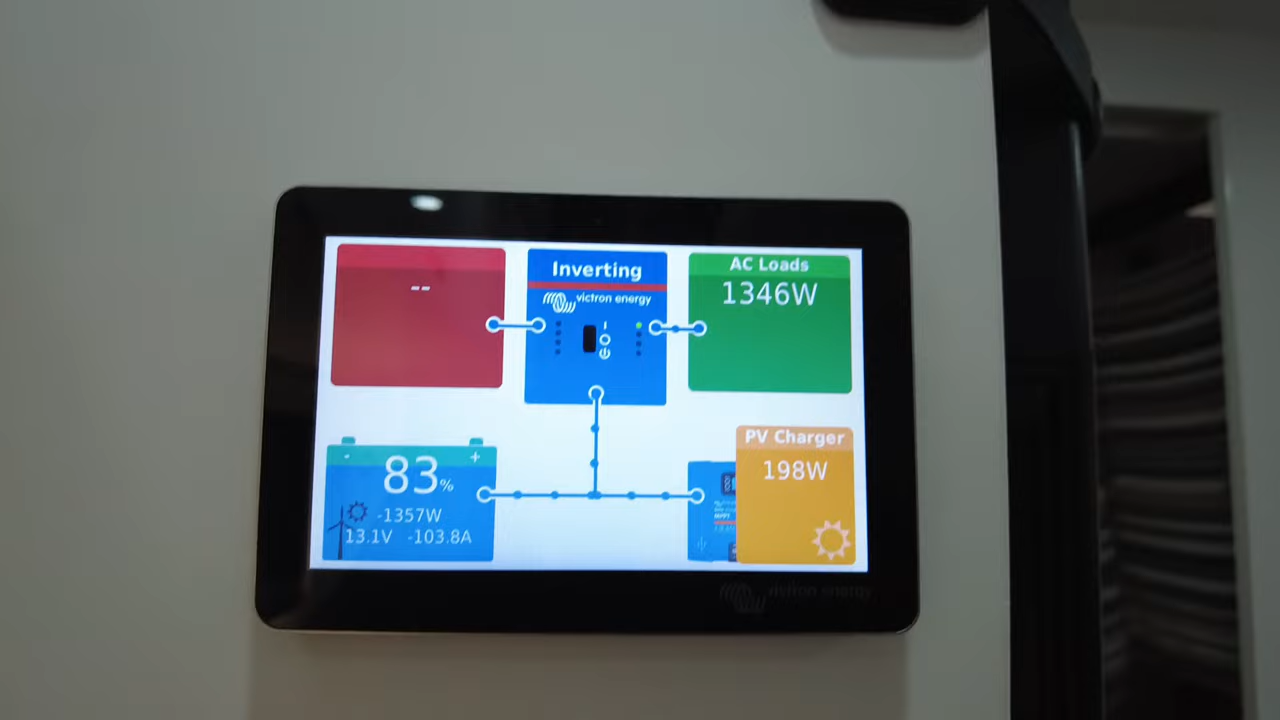 --
Inverting
victron energy
AC Loads
1346W
- +
83%
-1357W
13.1V -103.8A
PV Charger
198W
victron energy